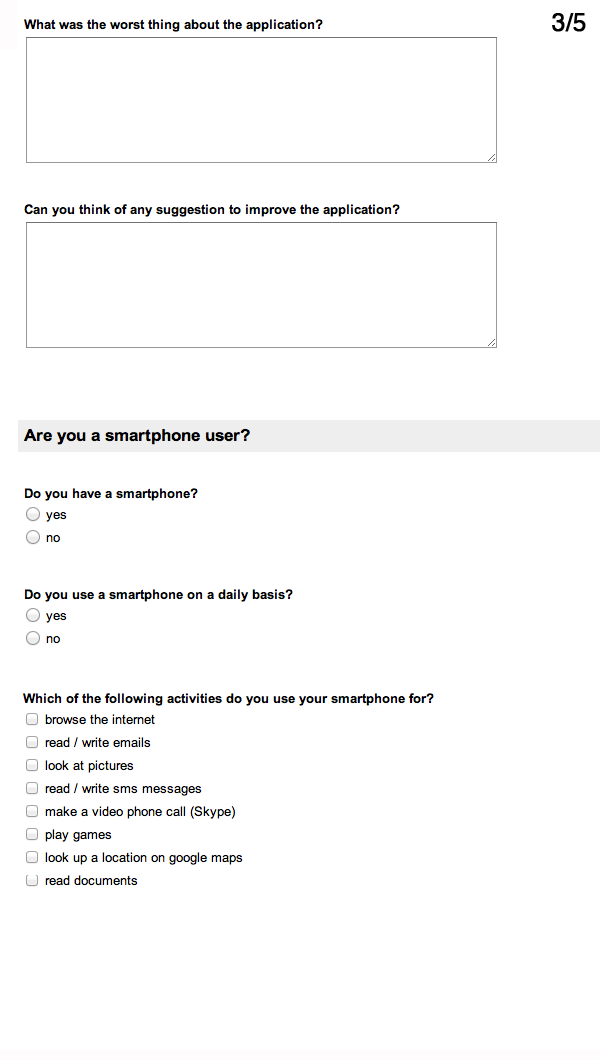 What was the worst thing about the application?
3/5
Can you think of any suggestion to improve the application?
Are you a smartphone user?
Do you have a smartphone?
yes
no
Do you use a smartphone on a daily basis?
yes
no
Which of the following activities do you use your smartphone for?
browse the internet
read / write emails
look at pictures
read / write sms messages
make a video phone call (Skype)
play games
look up a location on google maps
read documents